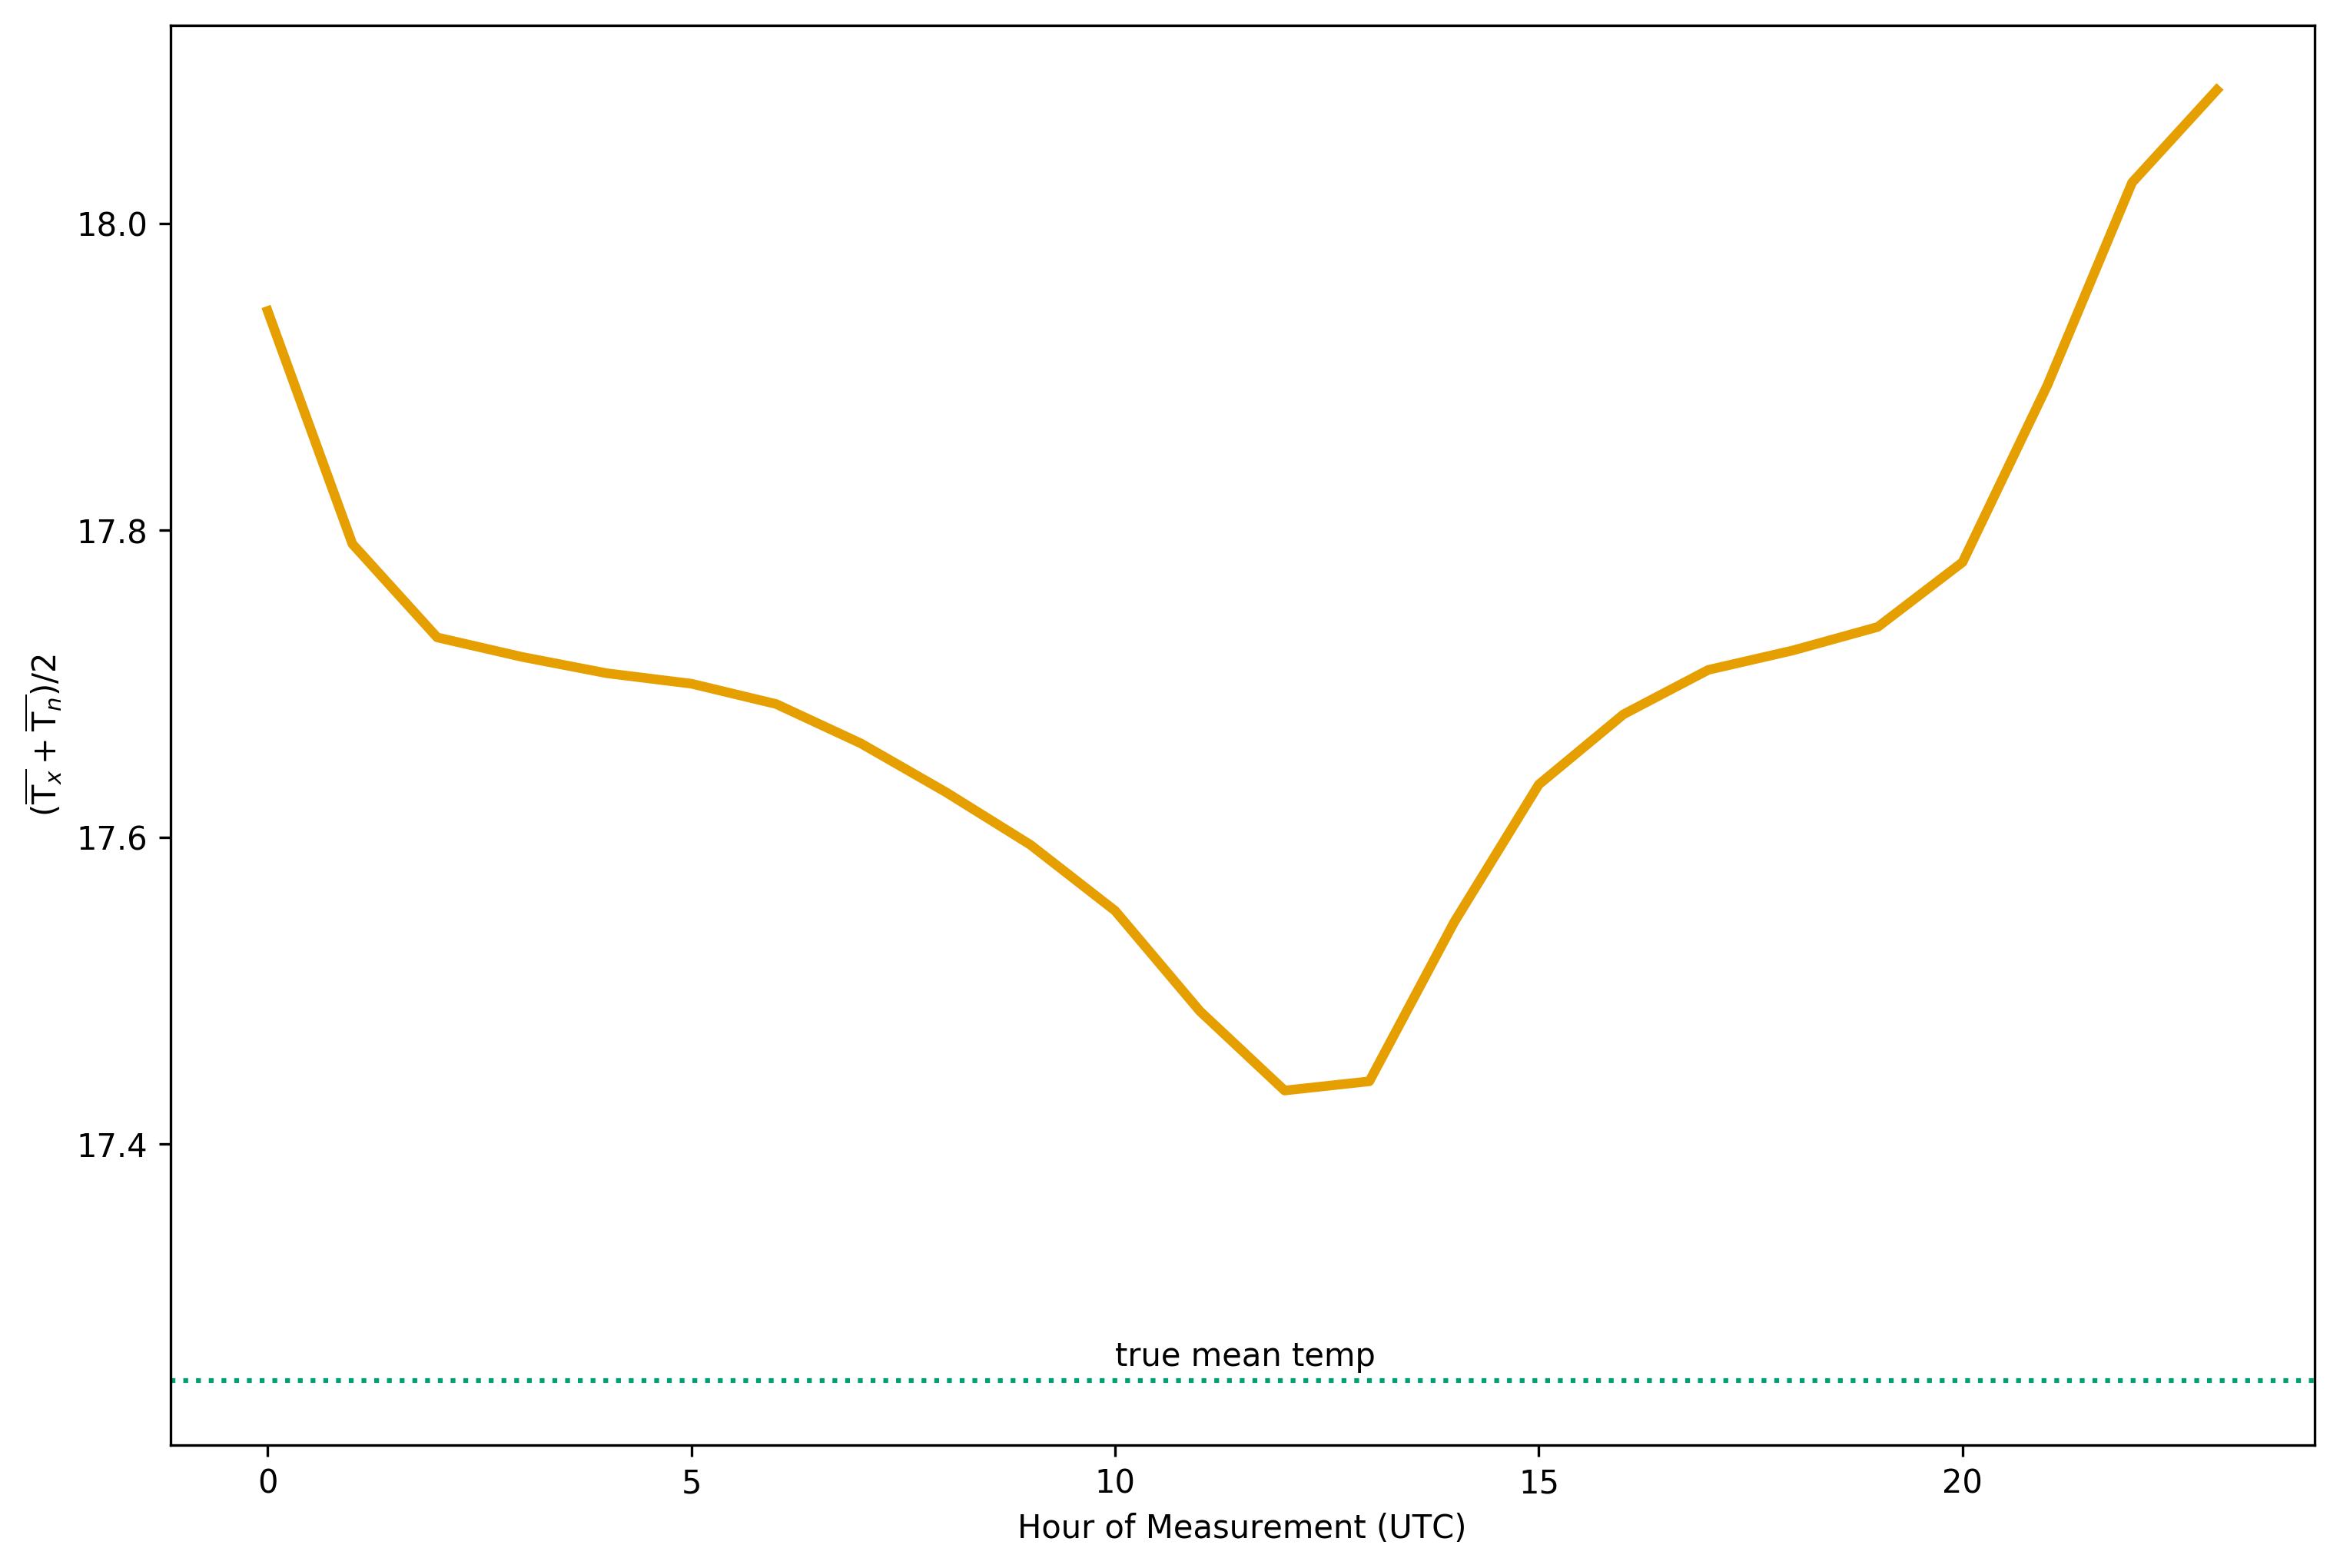 18.0
17.8
17.6
17.4
(T̅ₓ + T̅ₙ)/2
true mean temp
0 5 10 15 20
Hour of Measurement (UTC)